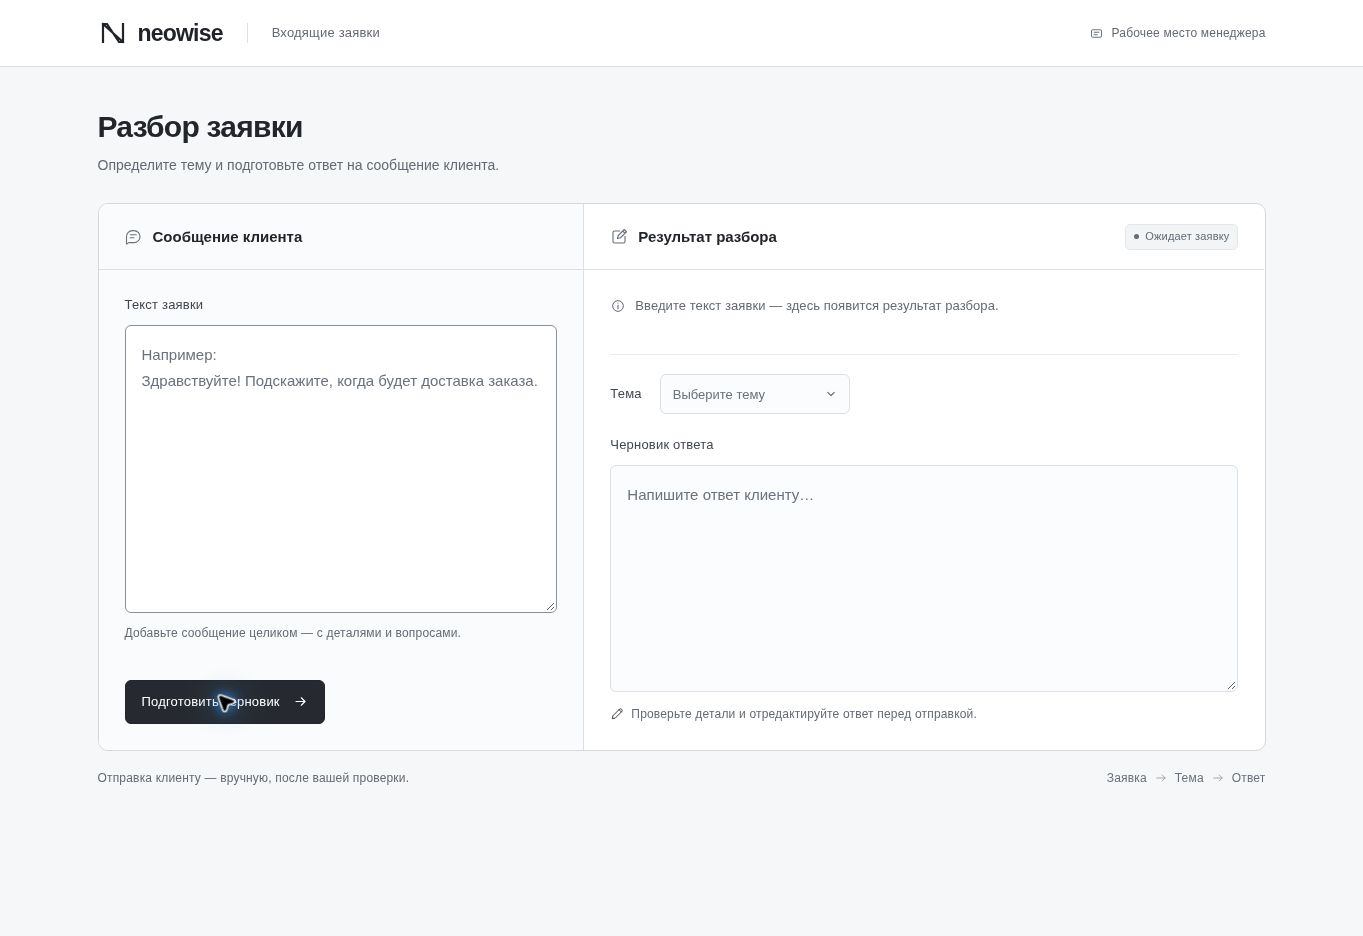 neowise
Входящие заявки
Рабочее место менеджера
Разбор заявки
Определите тему и подготовьте ответ на сообщение клиента.
Сообщение клиента
Текст заявки
Например:
Здравствуйте! Подскажите, когда будет доставка заказа.
Добавьте сообщение целиком — с деталями и вопросами.
Подготовить черновик
Результат разбора
Ожидает заявку
Введите текст заявки — здесь появится результат разбора.
Тема
Выберите тему
Черновик ответа
Напишите ответ клиенту…
Проверьте детали и отредактируйте ответ перед отправкой.
Отправка клиенту — вручную, после вашей проверки.
Заявка → Тема → Ответ